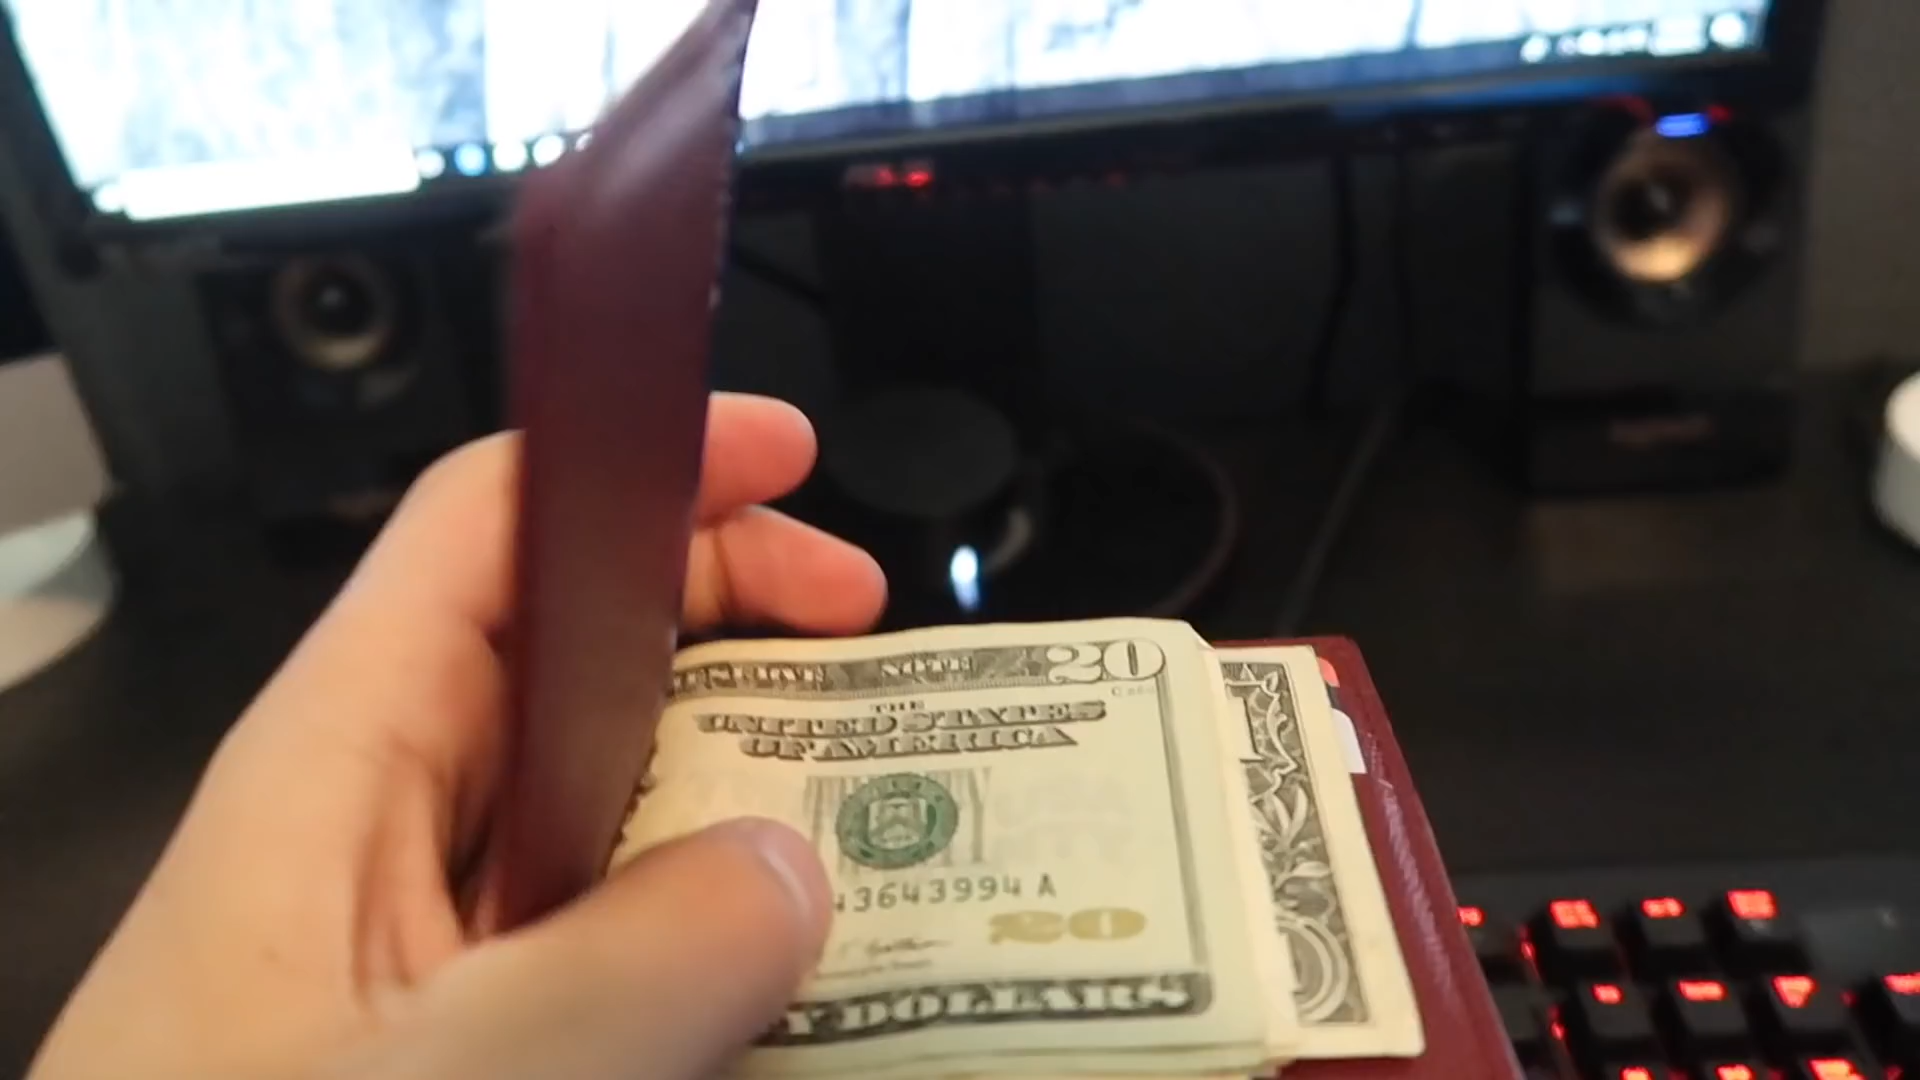 NOTE 20
THE
UNITED STATES
OF AMERICA
43643994 A
20
Y DOLLARS